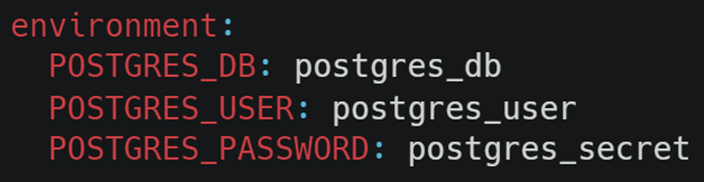 environment:
  POSTGRES_DB: postgres_db
  POSTGRES_USER: postgres_user
  POSTGRES_PASSWORD: postgres_secret